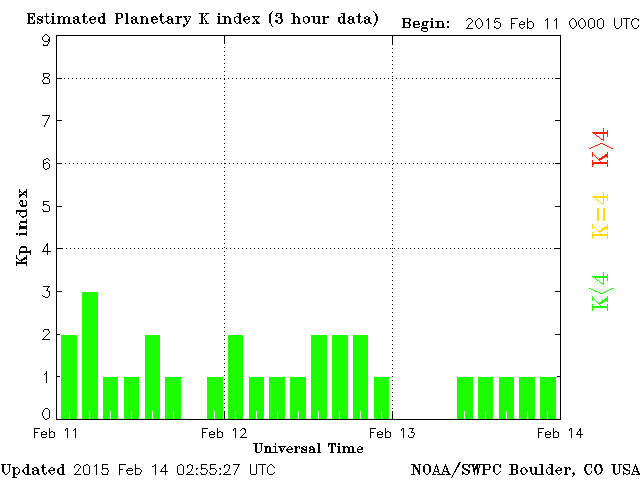 Estimated Planetary K index (3 hour data)
Begin: 2015 Feb 11 0000 UTC
9
8
7
6
5
4
3
2
1
0
Kp index
K>4
K=4
K<4
Feb 11
Feb 12
Feb 13
Feb 14
Universal Time
Updated 2015 Feb 14 02:55:27 UTC
NOAA/SWPC Boulder, CO USA